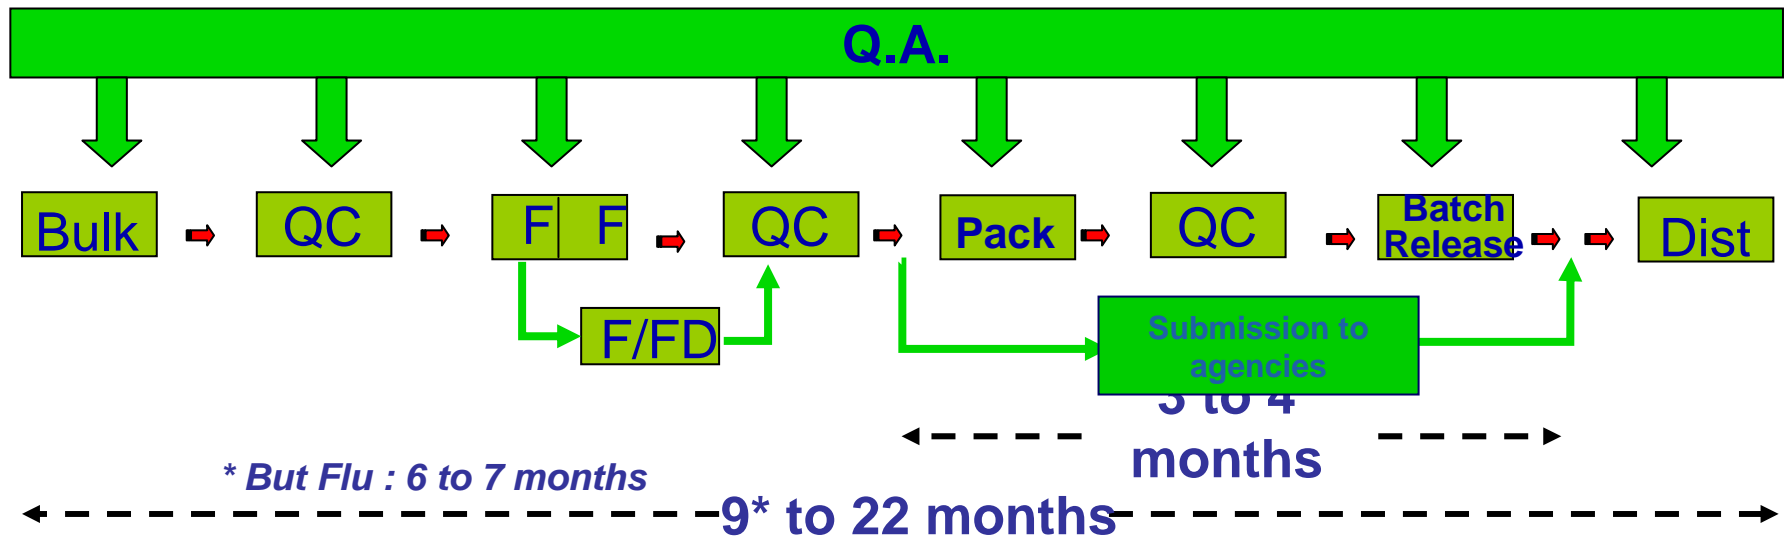 Q.A.
Bulk
QC
F F
QC
Pack
QC
Batch
Release
Dist
F/FD
Submission to
agencies
3 to 4
months
* But Flu : 6 to 7 months
9* to 22 months